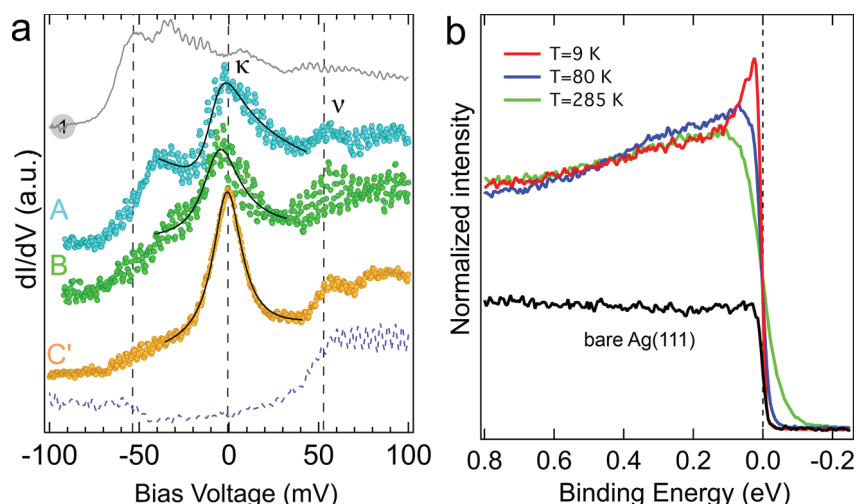 a
dI/dV (a.u.)
1
κ
ν
A
B
C'
-100
-50
0
50
100
Bias Voltage (mV)
b
Normalized intensity
T=9 K
T=80 K
T=285 K
bare Ag(111)
0.8
0.6
0.4
0.2
0.0
-0.2
Binding Energy (eV)